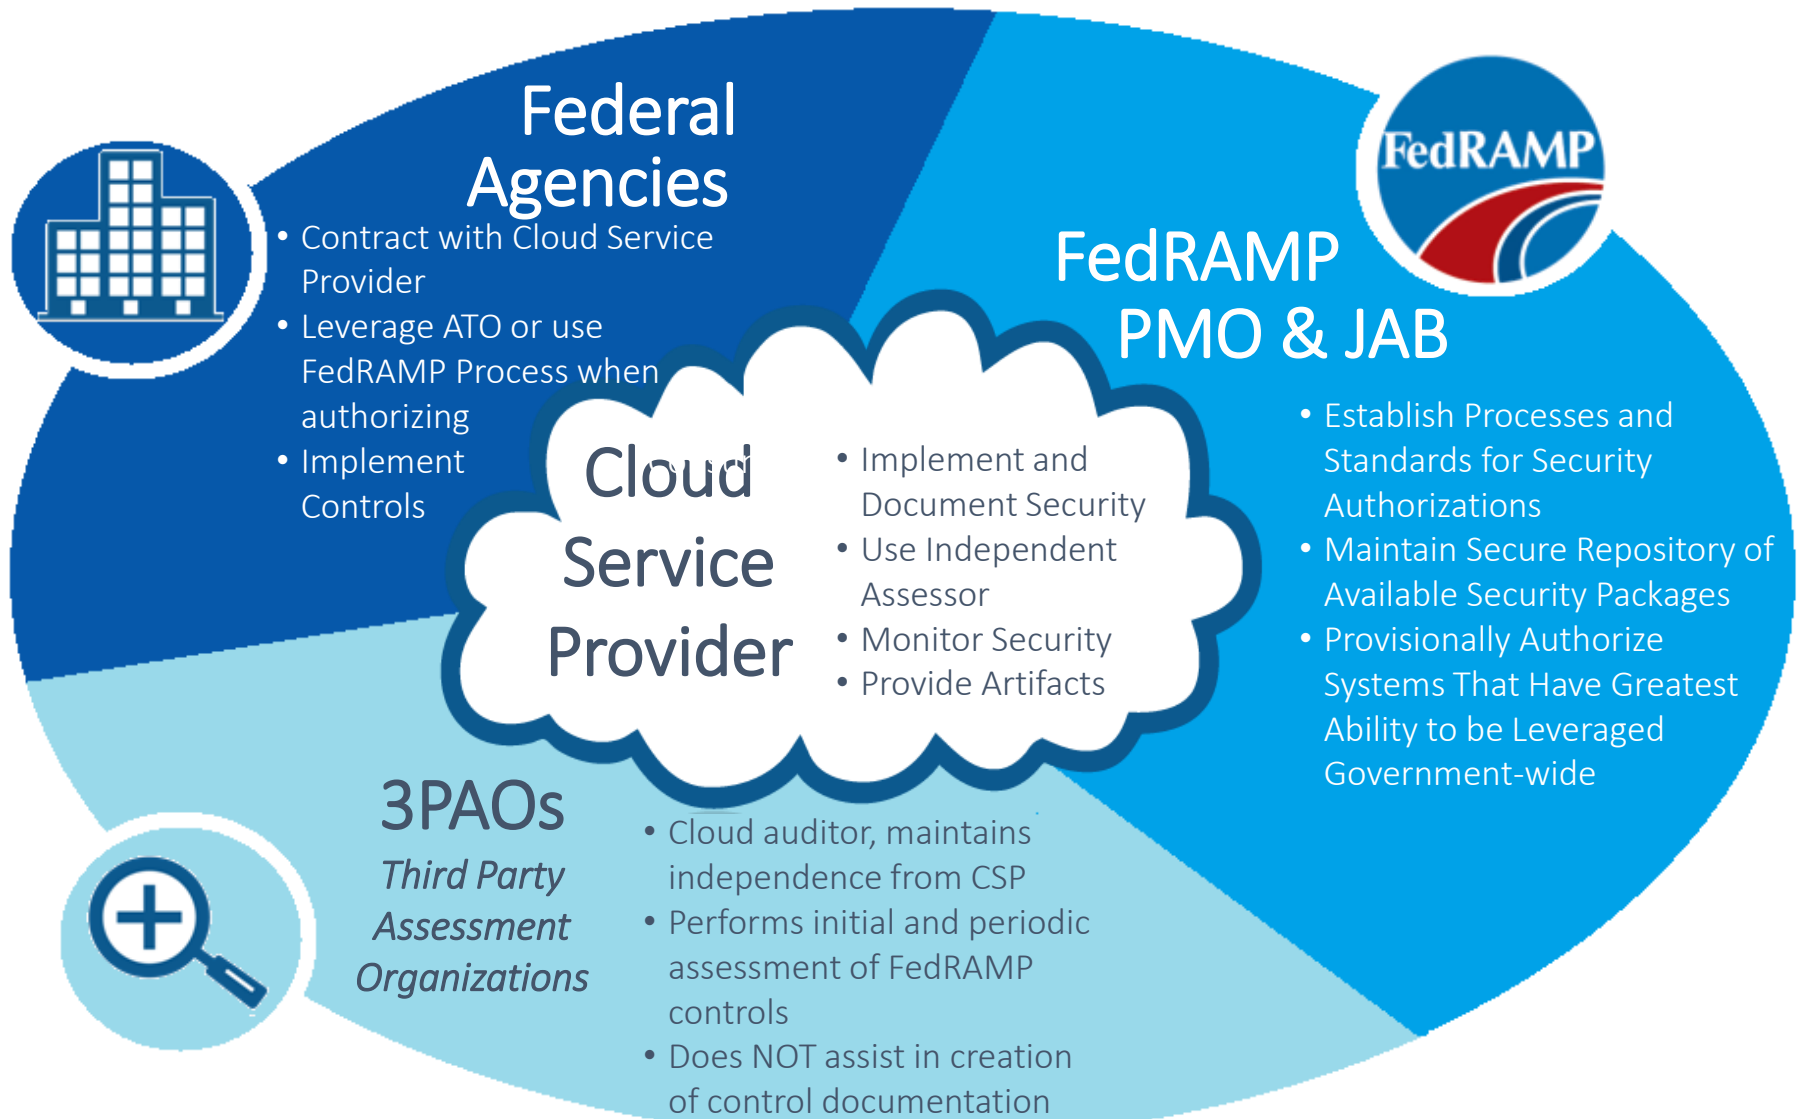 Federal
Agencies
• Contract with Cloud Service
Provider
• Leverage ATO or use
FedRAMP Process when
authorizing
• Implement
Controls
FedRAMP
FedRAMP
PMO & JAB
• Establish Processes and
Standards for Security
Authorizations
• Maintain Secure Repository of
Available Security Packages
• Provisionally Authorize
Systems That Have Greatest
Ability to be Leveraged
Government-wide
Cloud
Service
Provider
• Implement and
Document Security
• Use Independent
Assessor
• Monitor Security
• Provide Artifacts
3PAOs
Third Party
Assessment
Organizations
• Cloud auditor, maintains
independence from CSP
• Performs initial and periodic
assessment of FedRAMP
controls
• Does NOT assist in creation
of control documentation